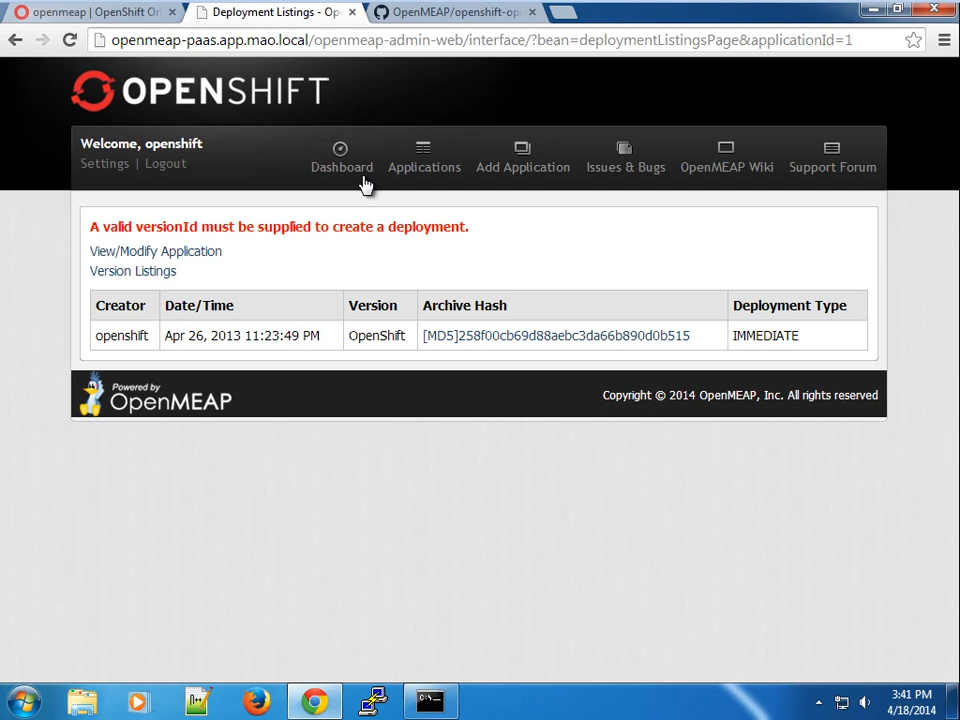 openmeap | OpenShift On
Deployment Listings - Op
OpenMEAP/openshift-op
openmeap-paas.app.mao.local/openmeap-admin-web/interface/?bean=deploymentListingsPage&applicationId=1
OPENSHIFT
Welcome, openshift
Settings | Logout
Dashboard
Applications
Add Application
Issues & Bugs
OpenMEAP Wiki
Support Forum
A valid versionId must be supplied to create a deployment.
View/Modify Application
Version Listings
Creator Date/Time Version Archive Hash Deployment Type
openshift Apr 26, 2013 11:23:49 PM OpenShift [MD5]258f00cb69d88aebc3da66b890d0b515 IMMEDIATE
Powered by
OpenMEAP
Copyright © 2014 OpenMEAP, Inc. All rights reserved
3:41 PM
4/18/2014